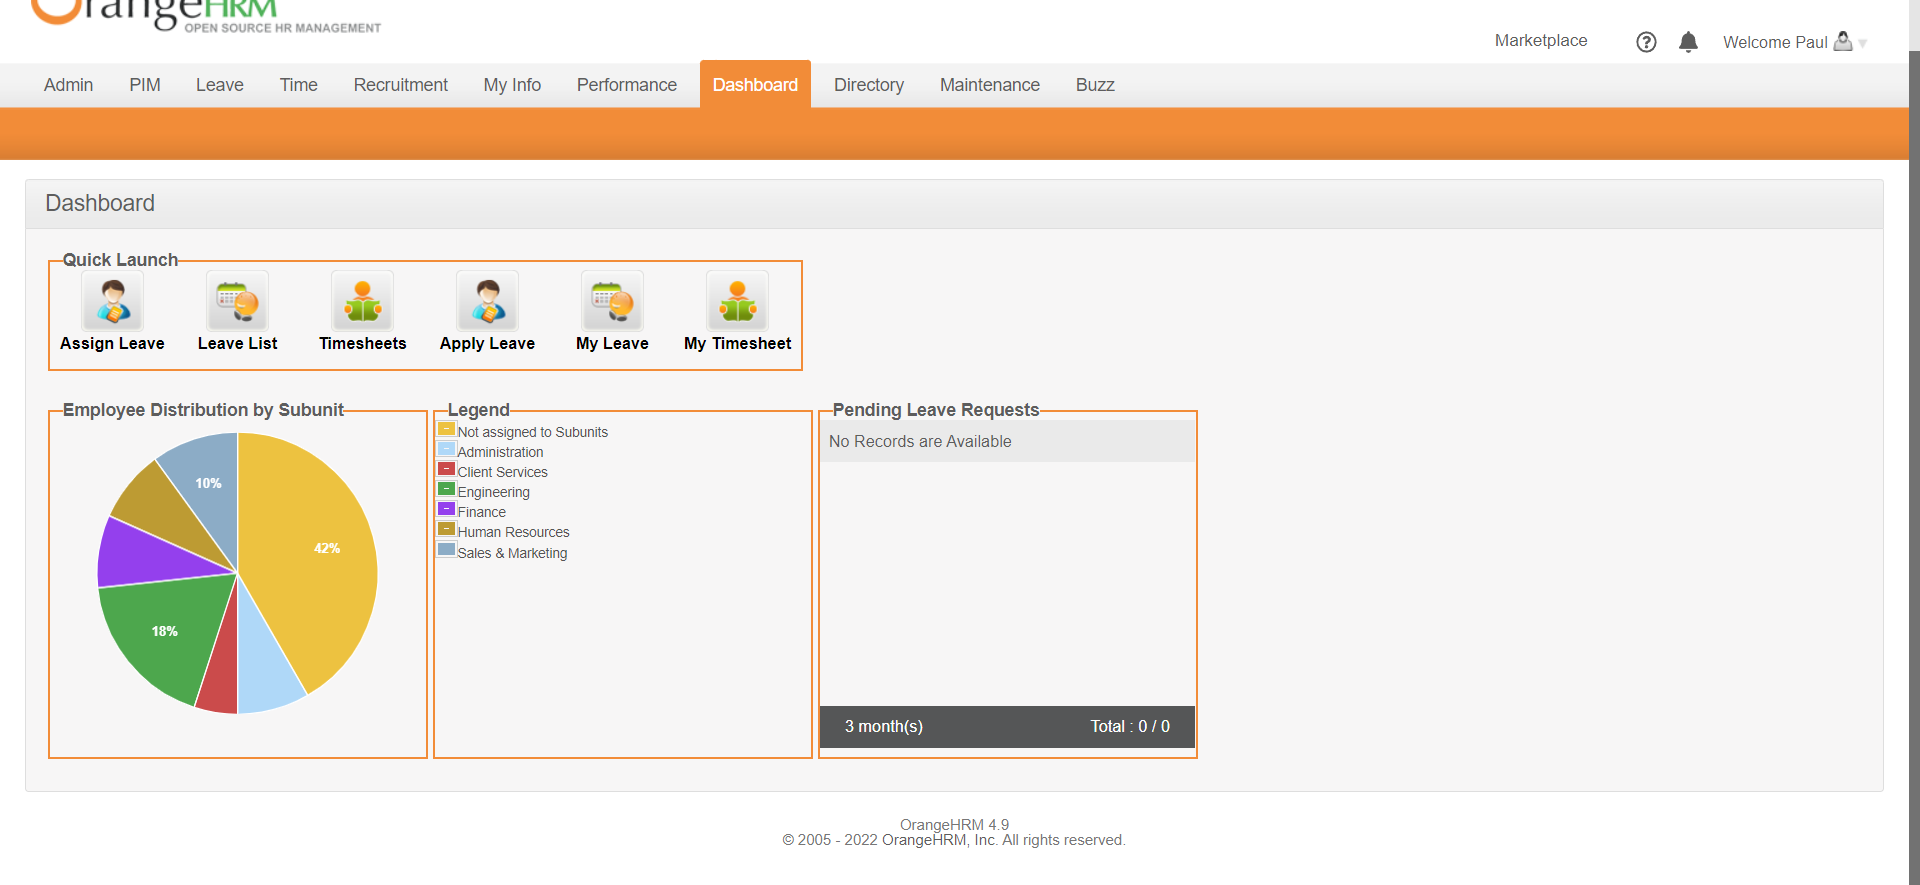 OrangeHRM
OPEN SOURCE HR MANAGEMENT
Marketplace
Welcome Paul
Admin PIM Leave Time Recruitment My Info Performance Dashboard Directory Maintenance Buzz
Dashboard
Quick Launch
Assign Leave Leave List Timesheets Apply Leave My Leave My Timesheet
Employee Distribution by Subunit
10%
42%
18%
Legend
Not assigned to Subunits
Administration
Client Services
Engineering
Finance
Human Resources
Sales & Marketing
Pending Leave Requests
No Records are Available
3 month(s) Total : 0 / 0
OrangeHRM 4.9
© 2005 - 2022 OrangeHRM, Inc. All rights reserved.